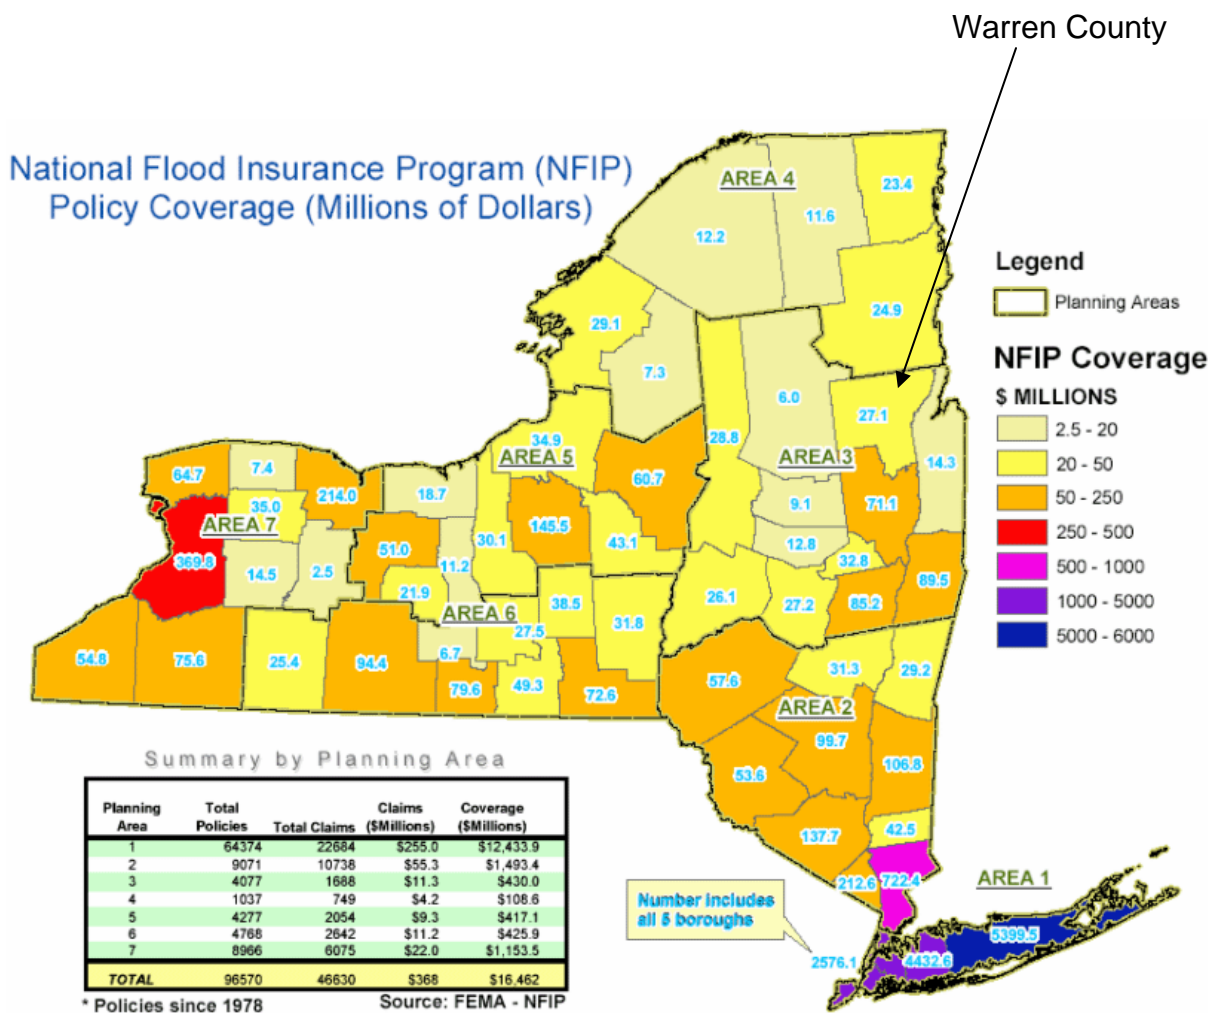 Warren County
National Flood Insurance Program (NFIP)
Policy Coverage (Millions of Dollars)
AREA 4
23.4
11.6
12.2
24.9
29.1
7.3
6.0
27.1
28.8
34.9
AREA 5
AREA 3
14.3
60.7
64.7
7.4
214.0
18.7
35.0
AREA 7
9.1
71.1
145.5
30.1
43.1
12.8
32.8
369.8
14.5
2.5
51.0
11.2
21.9
AREA 6
27.5
38.5
31.8
26.1
27.2
85.2
89.5
54.8
75.6
25.4
94.4
6.7
79.6
49.3
72.6
57.6
31.3
29.2
AREA 2
99.7
53.6
106.8
137.7
42.5
212.6
722.4
AREA 1
5399.5
4432.6
2576.1
Number includes
all 5 boroughs
Legend
Planning Areas
NFIP Coverage
$ MILLIONS
2.5 - 20
20 - 50
50 - 250
250 - 500
500 - 1000
1000 - 5000
5000 - 6000
Summary by Planning Area
Planning Area Total Policies Total Claims Claims ($Millions) Coverage ($Millions)
1 64374 22684 $255.0 $12,433.9
2 9071 10738 $55.3 $1,493.4
3 4077 1688 $11.3 $430.0
4 1037 749 $4.2 $108.6
5 4277 2054 $9.3 $417.1
6 4768 2642 $11.2 $425.9
7 8966 6075 $22.0 $1,153.5
TOTAL 96570 46630 $368 $16,462
* Policies since 1978 Source: FEMA - NFIP